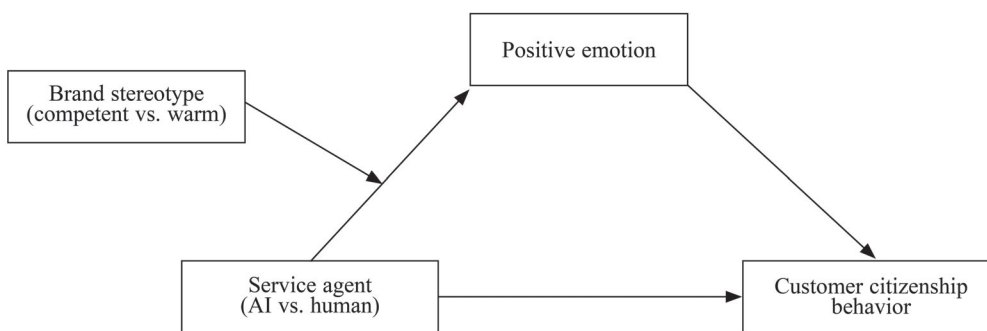 Positive emotion
Brand stereotype
(competent vs. warm)
Service agent
(AI vs. human)
Customer citizenship
behavior